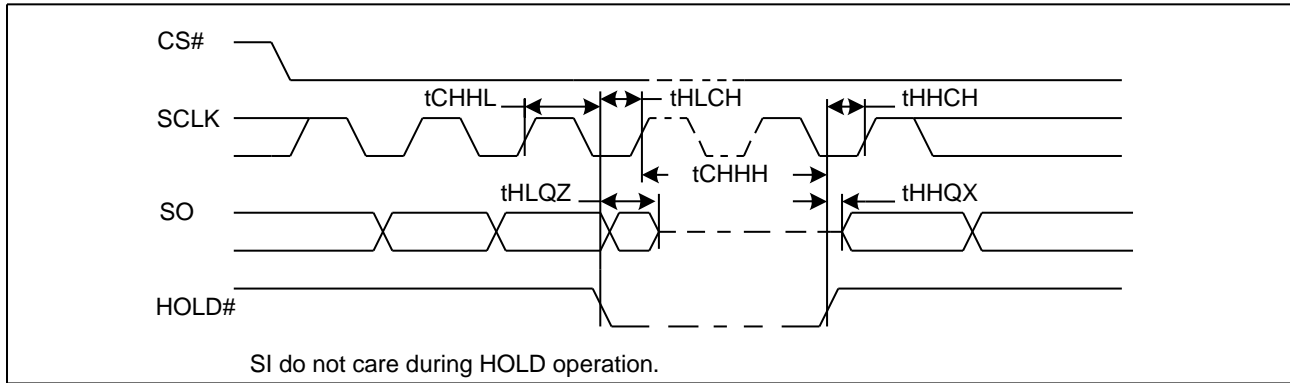 CS#
tCHHL
tHLCH
tHHCH
SCLK
tCHHH
tHLQZ
tHHQX
SO
HOLD#
SI do not care during HOLD operation.